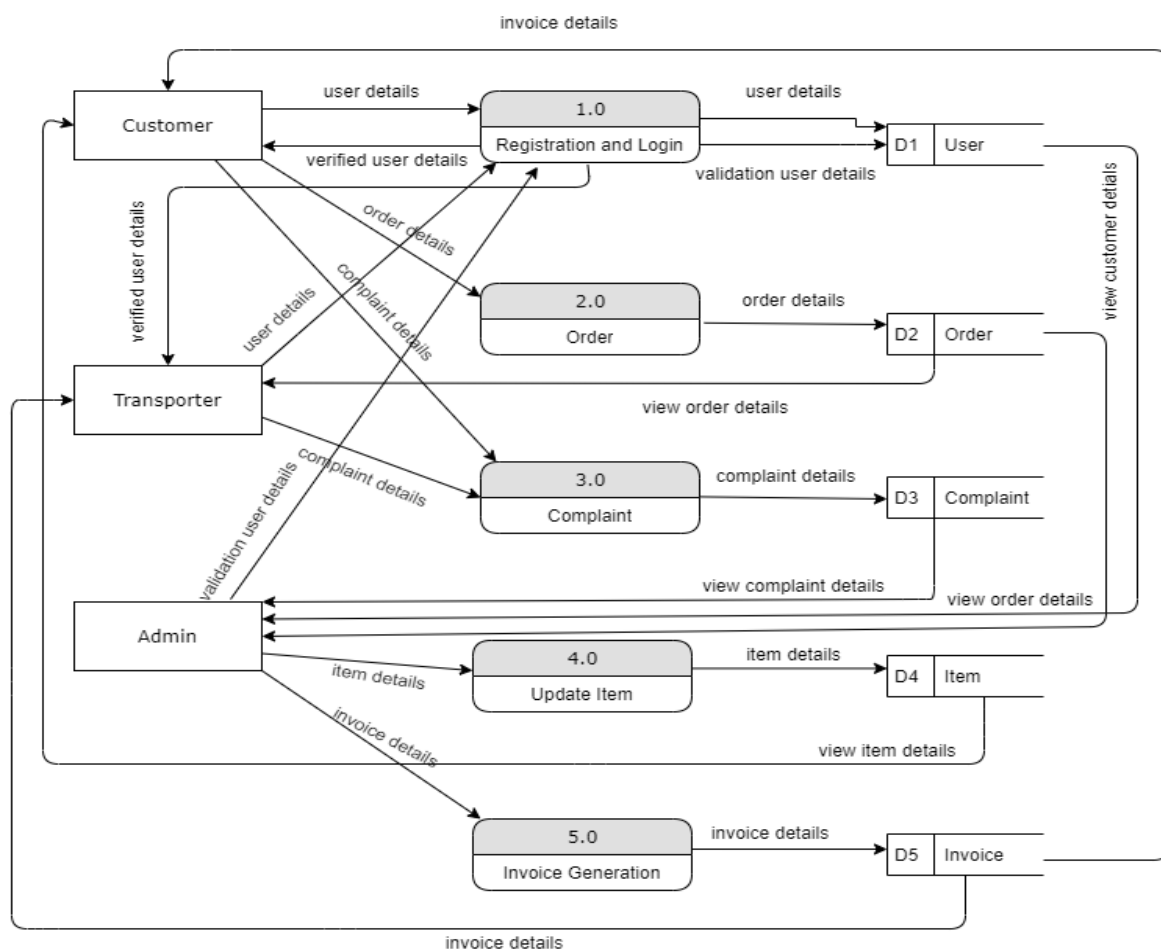 invoice details
user details
1.0
user details
Customer
Registration and Login
D1
User
verified user details
validation user details
order details
verified user details
view customer detials
complaint details
user details
2.0
order details
Order
D2
Order
Transporter
view order details
complaint details
3.0
complaint details
Complaint
D3
Complaint
validation user details
view complaint details
view order details
Admin
4.0
item details
item details
Update Item
D4
Item
invoice details
view item details
5.0
invoice details
Invoice Generation
D5
Invoice
invoice details